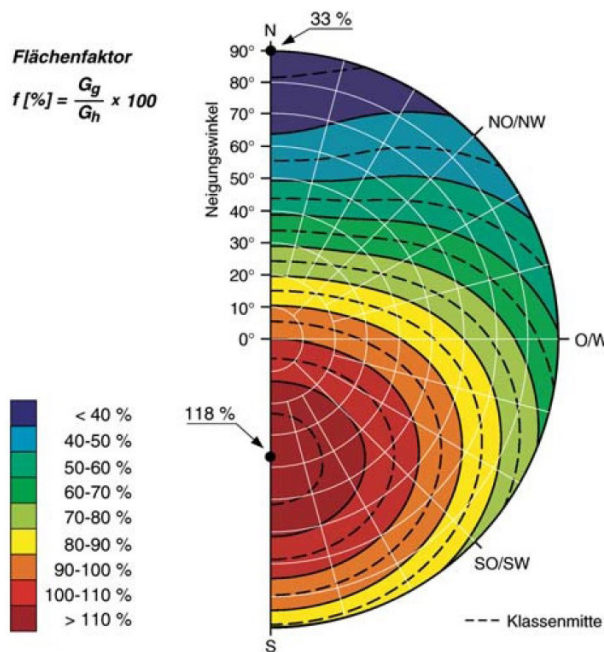 Flächenfaktor
f [%] = Gg / Gh x 100
N
33 %
Neigungswinkel
90°
80°
70°
60°
50°
40°
30°
20°
10°
0°
NO/NW
O/W
118 %
SO/SW
S
< 40 %
40-50 %
50-60 %
60-70 %
70-80 %
80-90 %
90-100 %
100-110 %
> 110 %
Klassenmitte